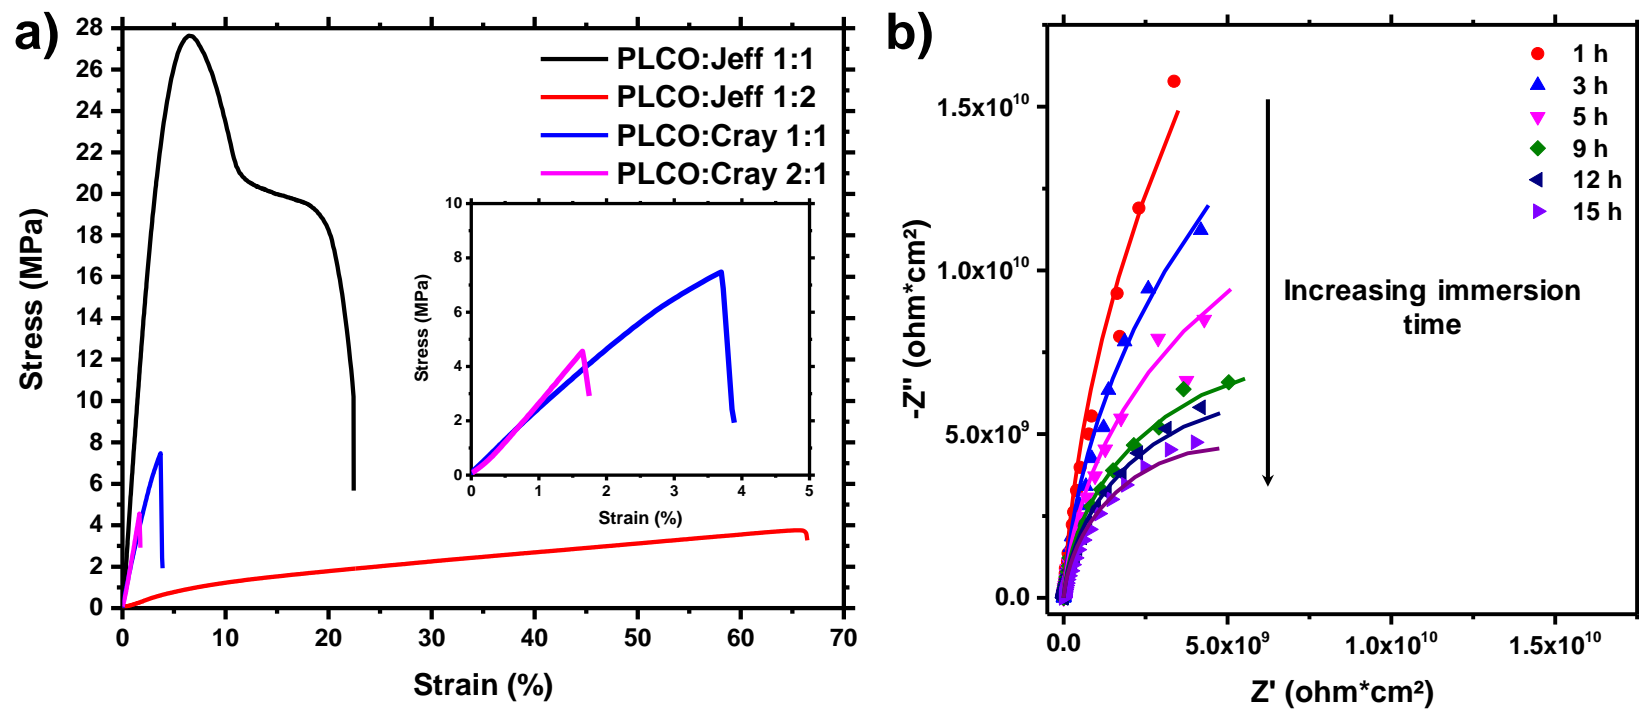 a)
28
26
24
22
20
18
16
14
12
10
8
6
4
2
0
Stress (MPa)
0 10 20 30 40 50 60 70
Strain (%)
PLCO:Jeff 1:1
PLCO:Jeff 1:2
PLCO:Cray 1:1
PLCO:Cray 2:1
10
8
6
4
2
0
Stress (MPa)
0 1 2 3 4 5
Strain (%)
b)
1.5x10¹⁰
1.0x10¹⁰
5.0x10⁹
0.0
-Z'' (ohm*cm²)
0.0 5.0x10⁹ 1.0x10¹⁰ 1.5x10¹⁰
Z' (ohm*cm²)
1 h
3 h
5 h
9 h
12 h
15 h
Increasing immersion
time